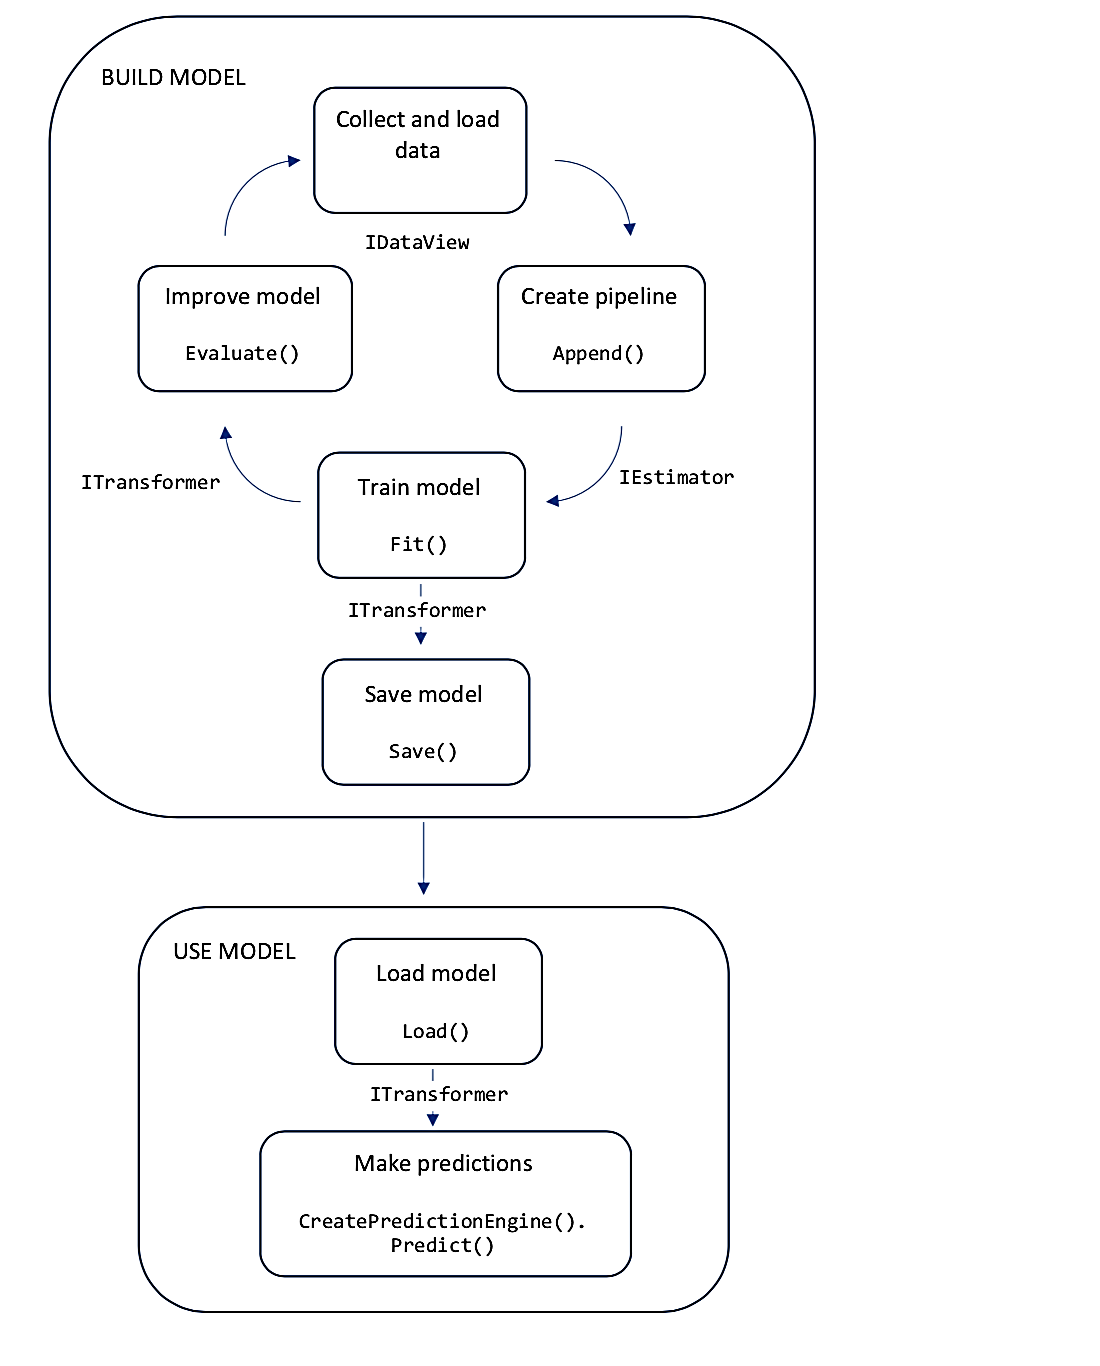 BUILD MODEL
Collect and load
data
IDataView
Improve model
Evaluate()
Create pipeline
Append()
ITransformer
IEstimator
Train model
Fit()
ITransformer
Save model
Save()
USE MODEL
Load model
Load()
ITransformer
Make predictions
CreatePredictionEngine().
Predict()